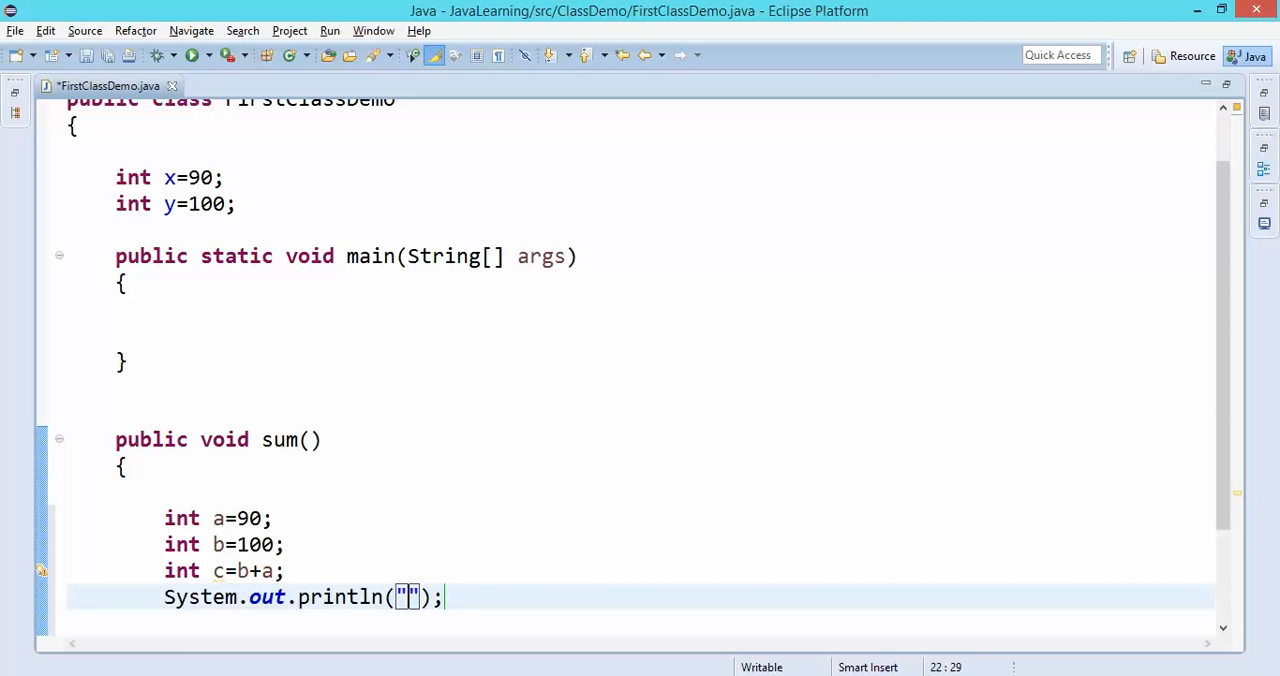 Java - JavaLearning/src/ClassDemo/FirstClassDemo.java - Eclipse Platform
File Edit Source Refactor Navigate Search Project Run Window Help
Quick Access Resource Java
*FirstClassDemo.java
public class FirstClassDemo
{
int x=90;
int y=100;
public static void main(String[] args)
{
}
public void sum()
{
int a=90;
int b=100;
int c=b+a;
System.out.println("");
Writable Smart Insert 22 : 29